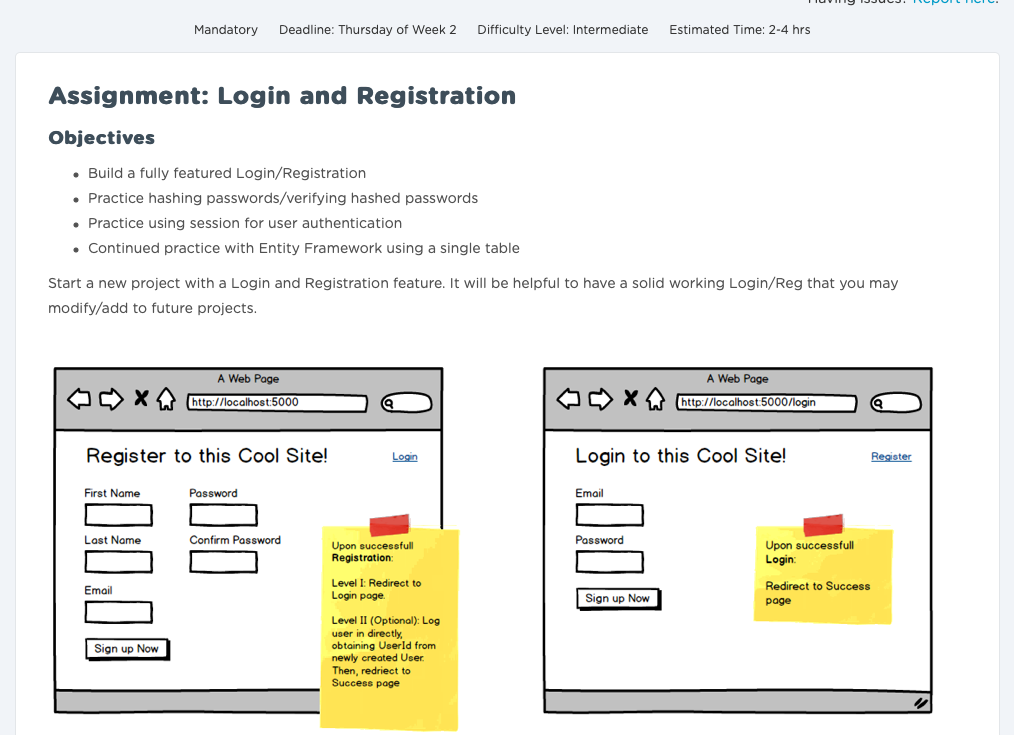 Having issues? Report here.
Mandatory Deadline: Thursday of Week 2 Difficulty Level: Intermediate Estimated Time: 2-4 hrs
Assignment: Login and Registration
Objectives
Build a fully featured Login/Registration
Practice hashing passwords/verifying hashed passwords
Practice using session for user authentication
Continued practice with Entity Framework using a single table
Start a new project with a Login and Registration feature. It will be helpful to have a solid working Login/Reg that you may
modify/add to future projects.
A Web Page
http://localhost:5000
Register to this Cool Site!
Login
First Name
Password
Last Name
Confirm Password
Email
Sign up Now
Upon successfull
Registration:
Level I: Redirect to
Login page.
Level II (Optional): Log
user in directly,
obtaining UserId from
newly created User.
Then, redriect to
Success page
A Web Page
http://localhost:5000/login
Login to this Cool Site!
Register
Email
Password
Sign up Now
Upon successfull
Login:
Redirect to Success
page